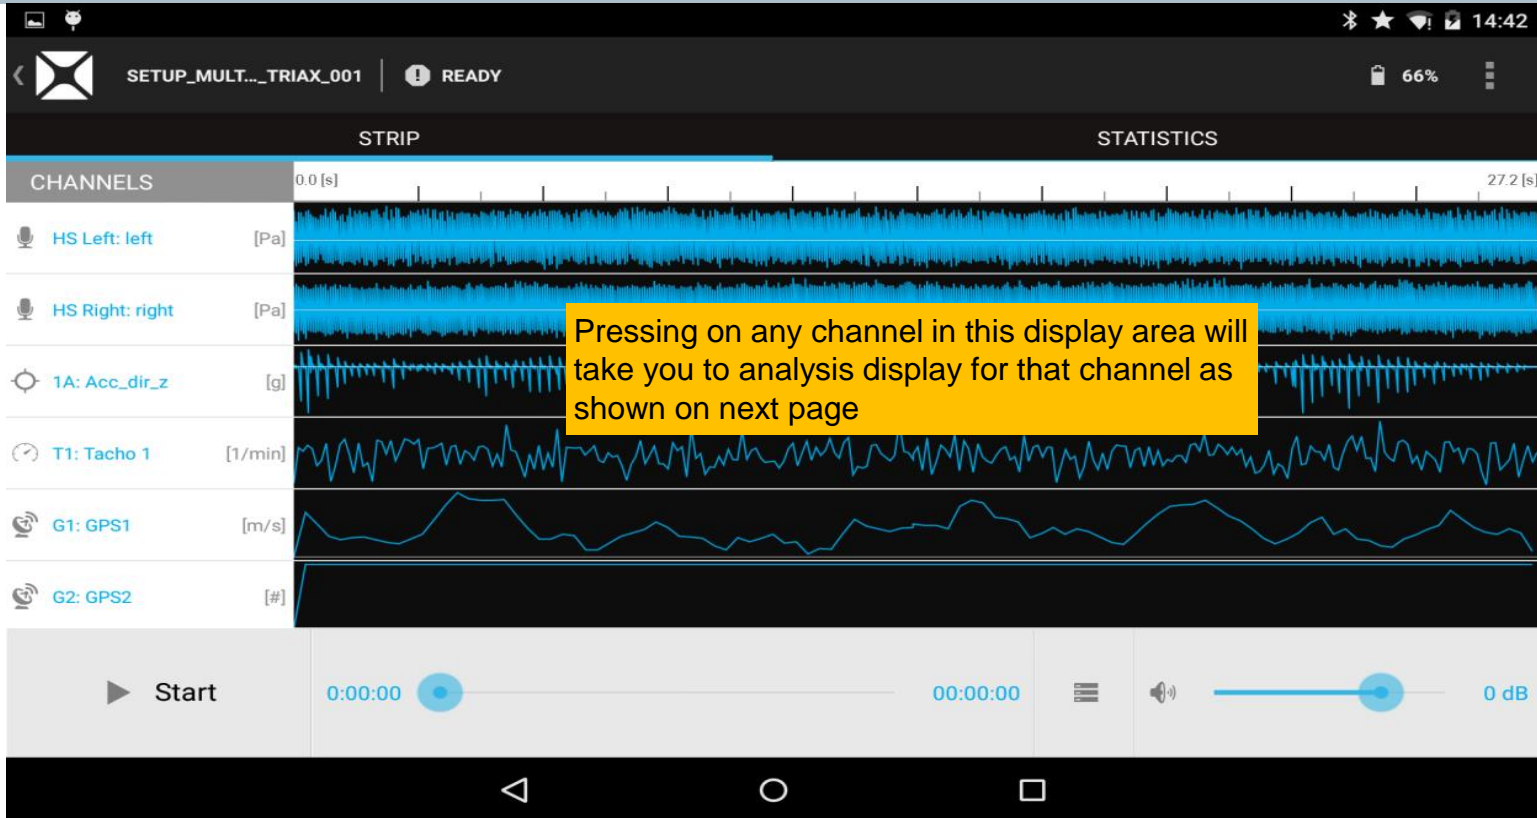 14:42
SETUP_MULT..._TRIAX_001 READY 66%
STRIP STATISTICS
CHANNELS 0.0 [s] 27.2 [s]
HS Left: left [Pa]
HS Right: right [Pa]
Pressing on any channel in this display area will
take you to analysis display for that channel as
shown on next page
1A: Acc_dir_z [g]
T1: Tacho 1 [1/min]
G1: GPS1 [m/s]
G2: GPS2 [#]
Start 0:00:00 00:00:00 0 dB